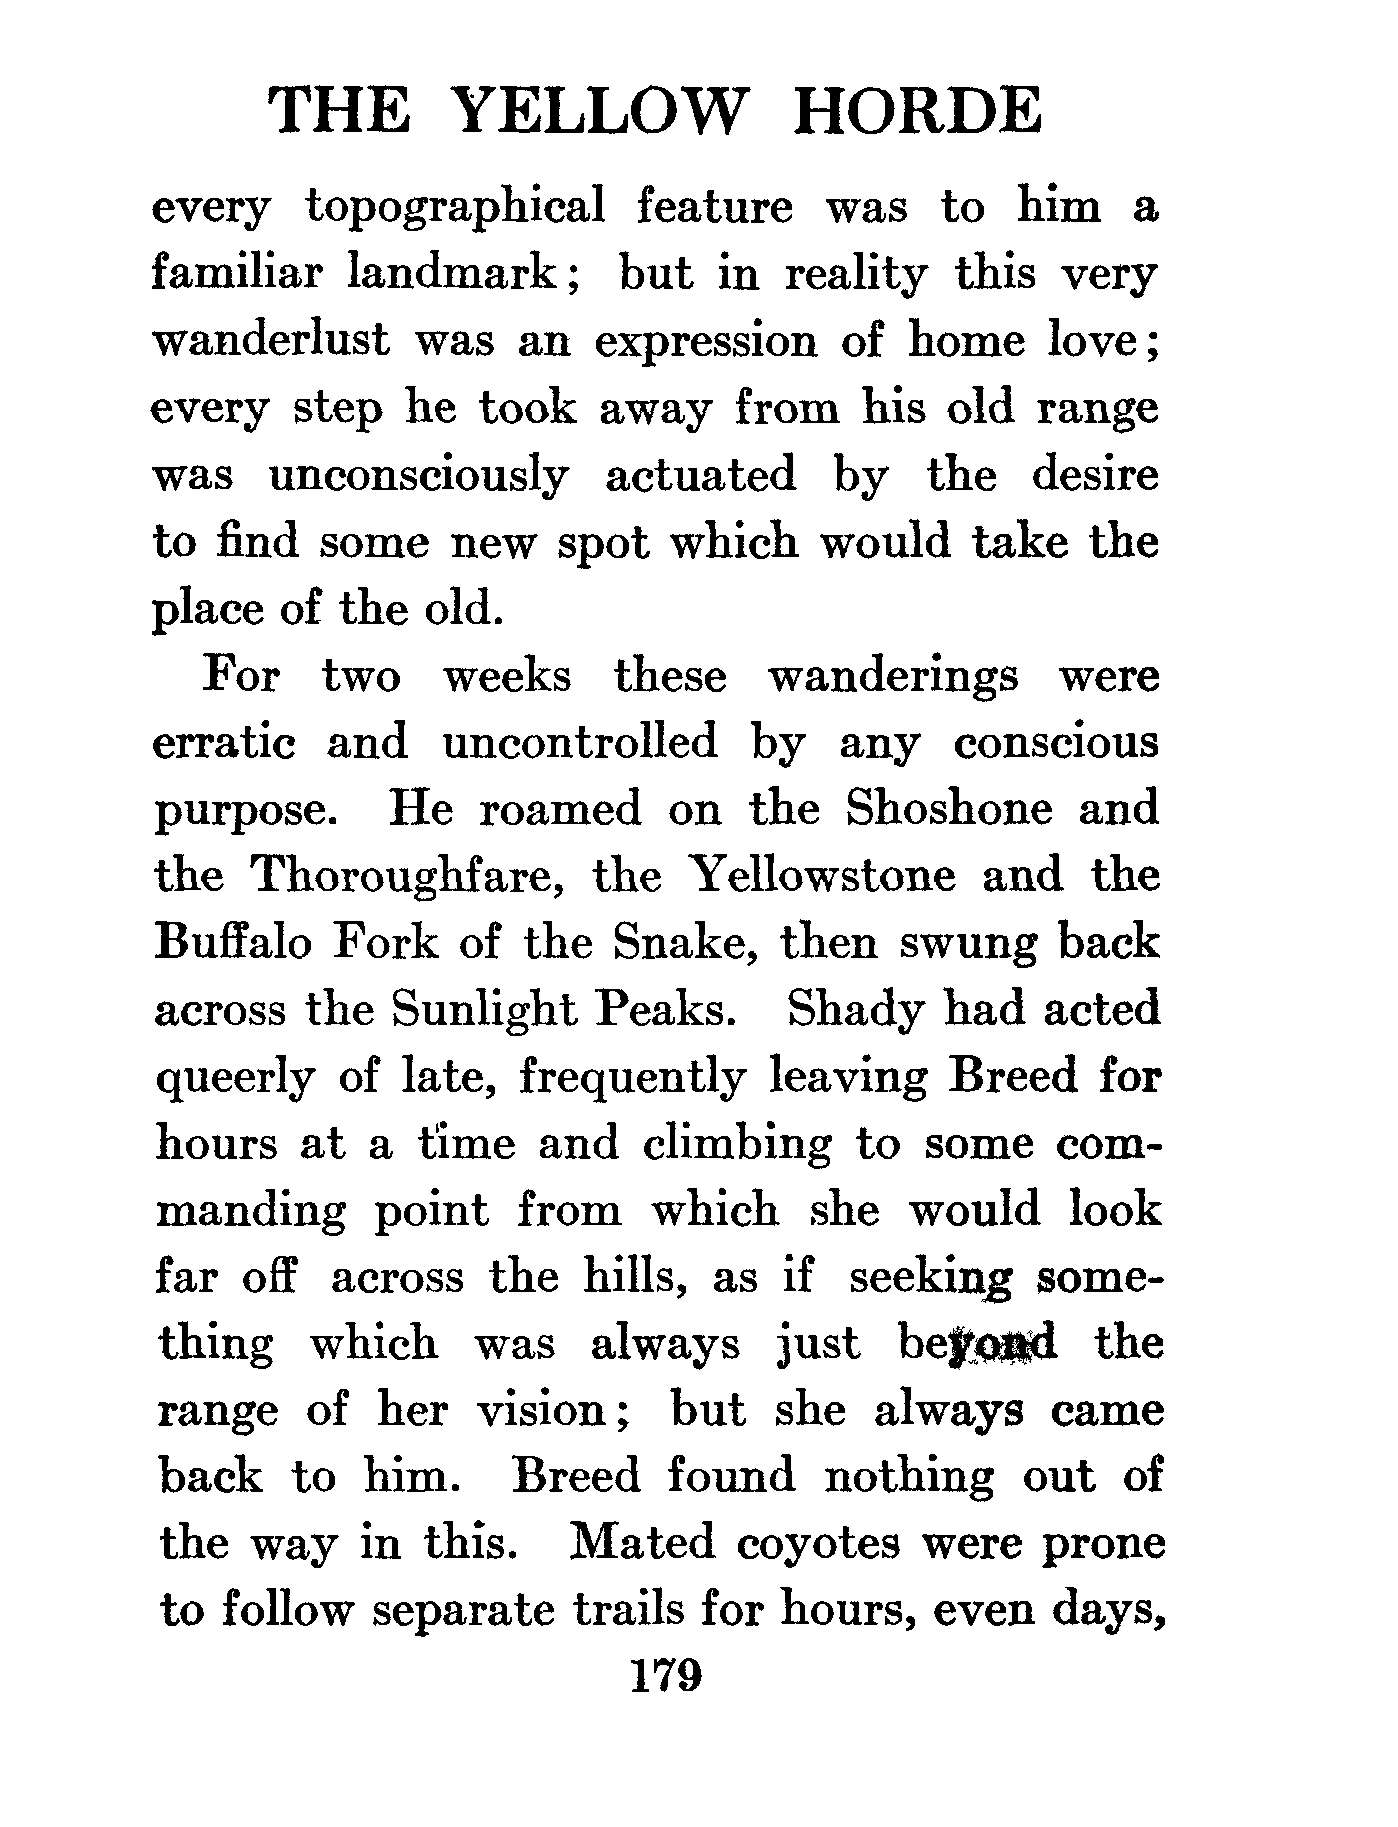 THE YELLOW HORDE
every topographical feature was to him a
familiar landmark; but in reality this very
wanderlust was an expression of home love;
every step he took away from his old range
was unconsciously actuated by the desire
to find some new spot which would take the
place of the old.
For two weeks these wanderings were
erratic and uncontrolled by any conscious
purpose. He roamed on the Shoshone and
the Thoroughfare, the Yellowstone and the
Buffalo Fork of the Snake, then swung back
across the Sunlight Peaks. Shady had acted
queerly of late, frequently leaving Breed for
hours at a time and climbing to some com-
manding point from which she would look
far off across the hills, as if seeking some-
thing which was always just beyond the
range of her vision; but she always came
back to him. Breed found nothing out of
the way in this. Mated coyotes were prone
to follow separate trails for hours, even days,
179